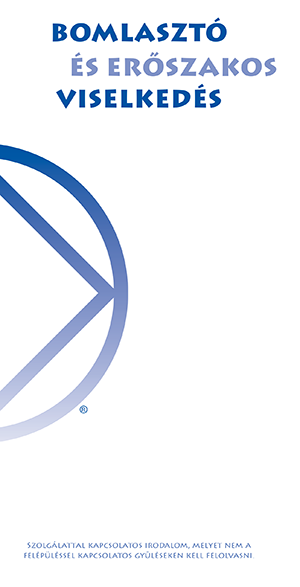 BOMLASZTÓ
ÉS ERŐSZAKOS
VISELKEDÉS
®
SZOLGÁLATTAL KAPCSOLATOS IRODALOM, MELYET NEM A
FELÉPÜLÉSSEL KAPCSOLATOS GYŰLÉSEKEN KELL FELOLVASNI